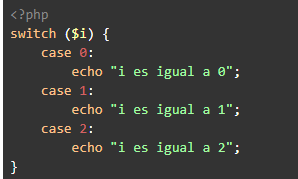 <?php
switch ($i) {
    case 0:
        echo "i es igual a 0";
    case 1:
        echo "i es igual a 1";
    case 2:
        echo "i es igual a 2";
}